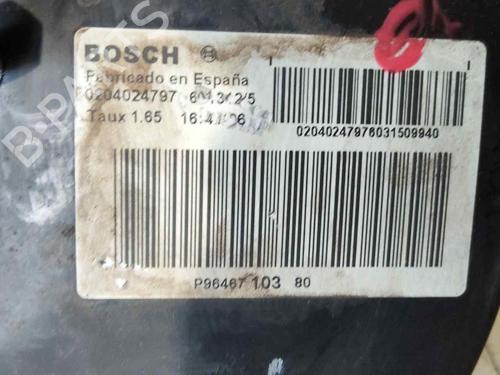 BOSCH
Fabricado en España
0204024797
Taux 1.65
02040247976031509940
P96467 103 80